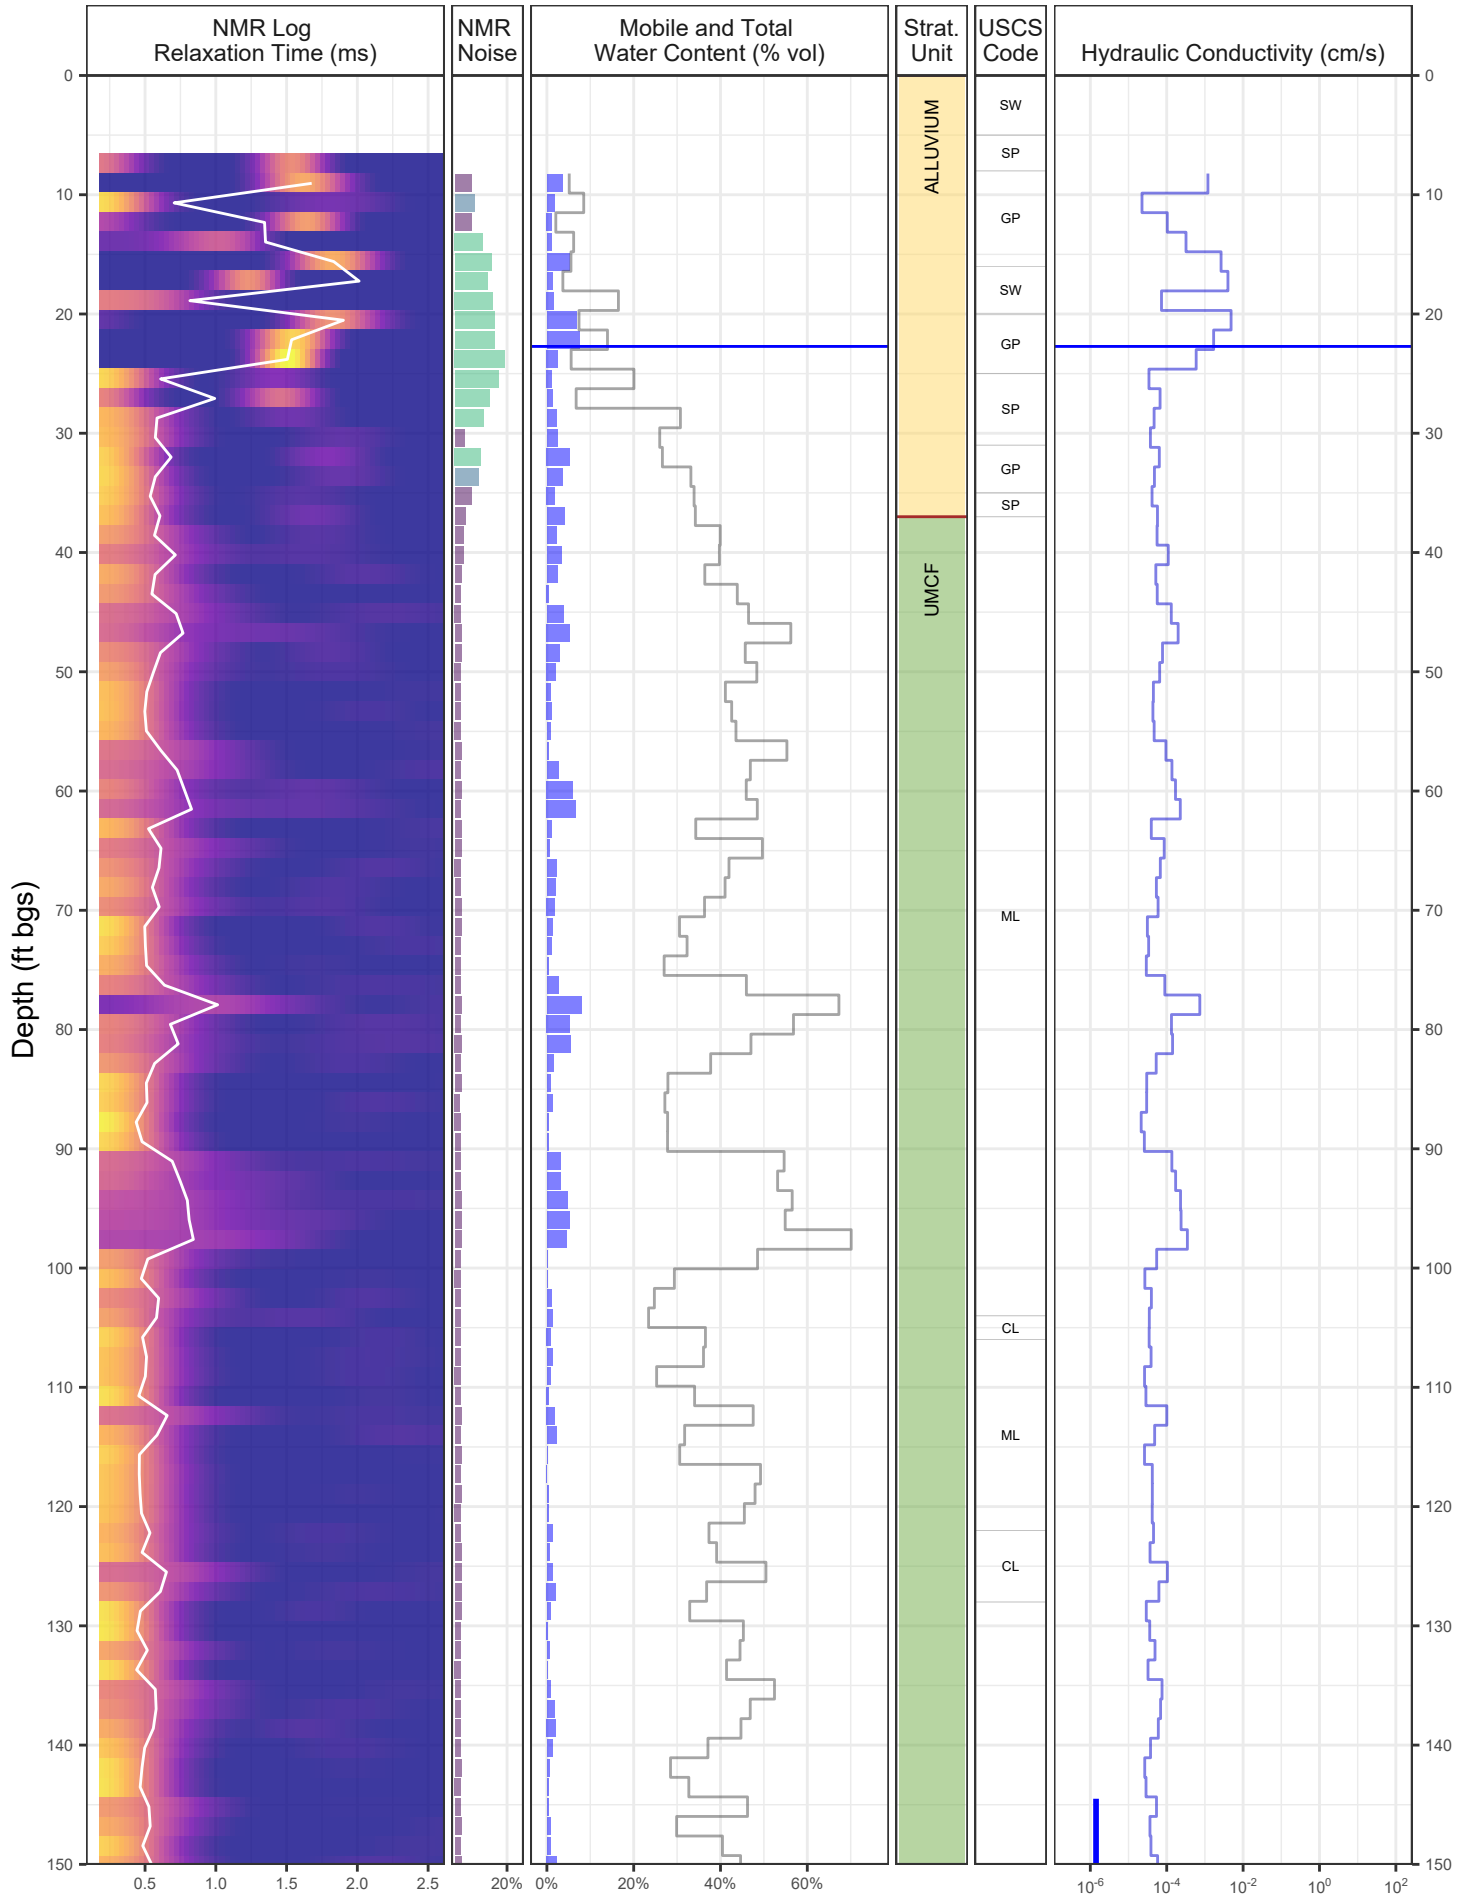 NMR Log
Relaxation Time (ms)
NMR
Noise
Mobile and Total
Water Content (% vol)
Strat.
Unit
USCS
Code
Hydraulic Conductivity (cm/s)
Depth (ft bgs)
0
10
20
30
40
50
60
70
80
90
100
110
120
130
140
150
ALLUVIUM
UMCF
SW
SP
GP
SW
GP
SP
GP
SP
ML
CL
ML
CL
0
10
20
30
40
50
60
70
80
90
100
110
120
130
140
150
0.5 1.0 1.5 2.0 2.5
20%
0% 20% 40% 60%
10⁻⁶ 10⁻⁴ 10⁻² 10⁰ 10²